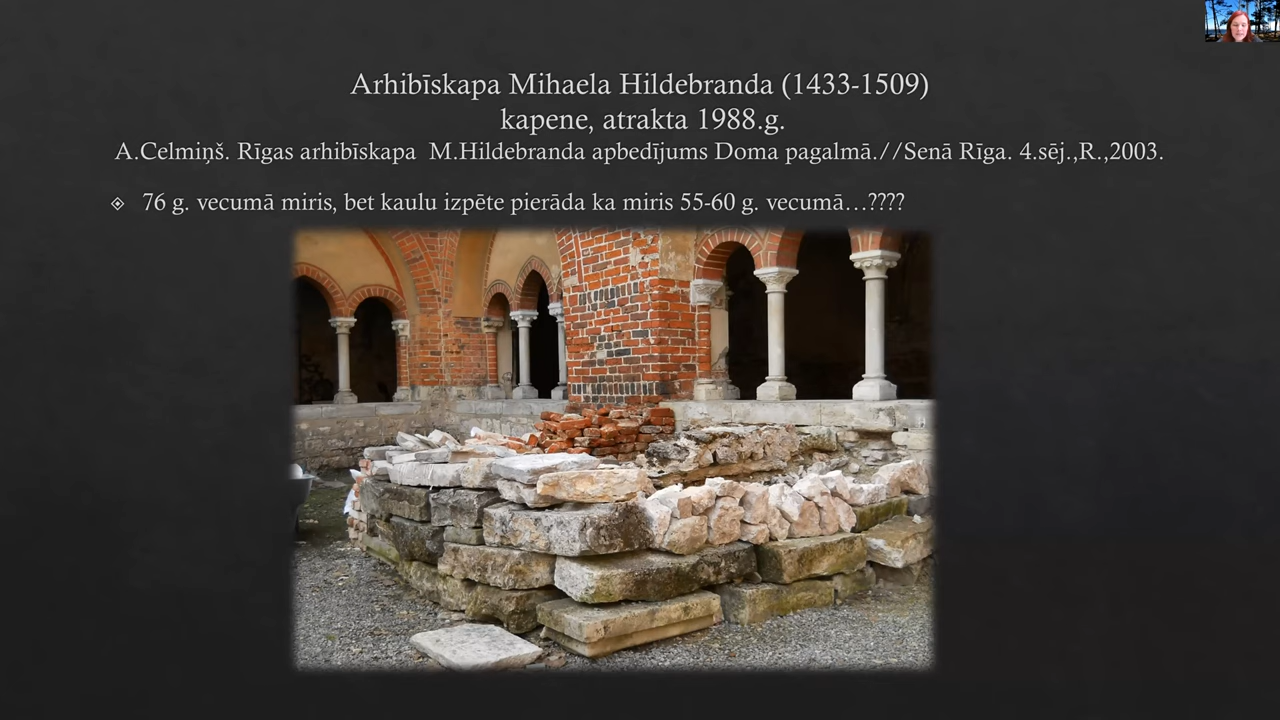 Arhibīskapa Mihaela Hildebranda (1433-1509)
kapene, atrakta 1988.g.
A.Celmiņš. Rīgas arhibīskapa M.Hildebranda apbedījums Doma pagalmā.//Senā Rīga. 4.sēj.,R.,2003.
76 g. vecumā miris, bet kaulu izpēte pierāda ka miris 55-60 g. vecumā…????